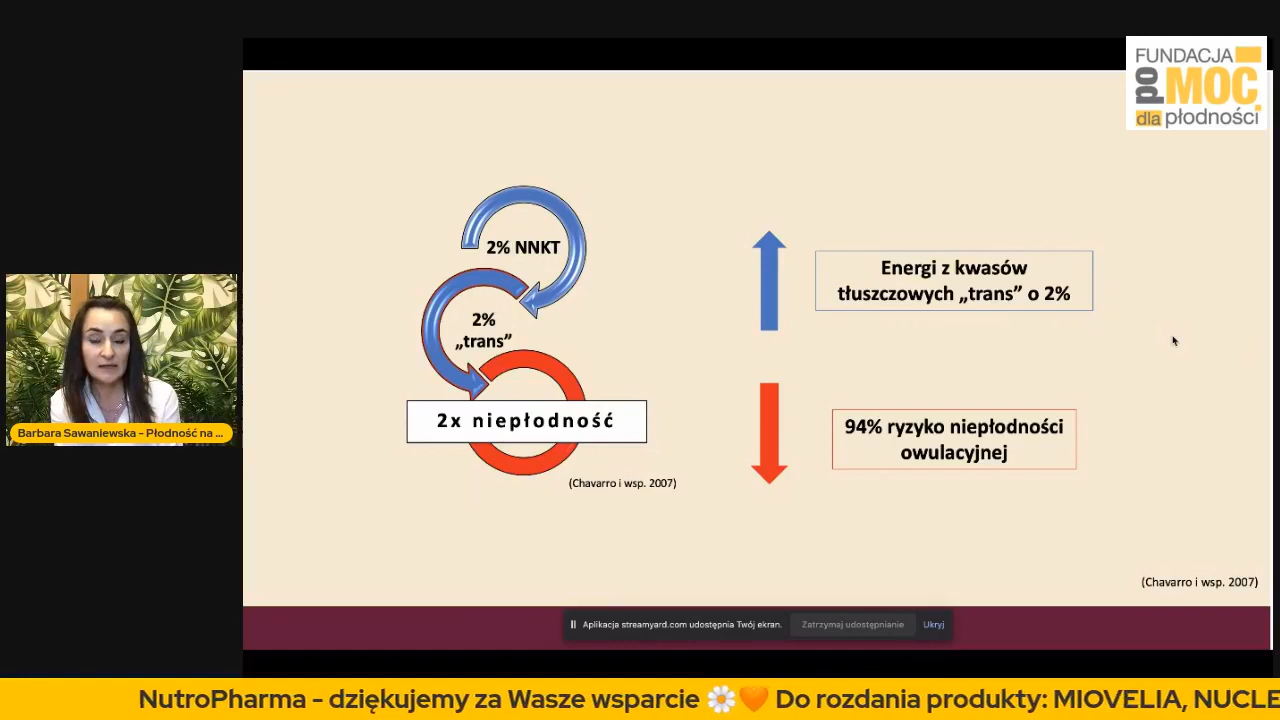 FUNDACJA
poMOC
dla płodności
2% NNKT
2%
„trans”
2x niepłodność
(Chavarro i wsp. 2007)
Energi z kwasów
tłuszczowych „trans” o 2%
94% ryzyko niepłodności
owulacyjnej
(Chavarro i wsp. 2007)
Barbara Sawaniewska - Płodność na ...
Aplikacja streamyard.com udostępnia Twój ekran. Zatrzymaj udostępnianie Ukryj
NutroPharma - dziękujemy za Wasze wsparcie 🌼🧡 Do rozdania produkty: MIOVELIA, NUCLE